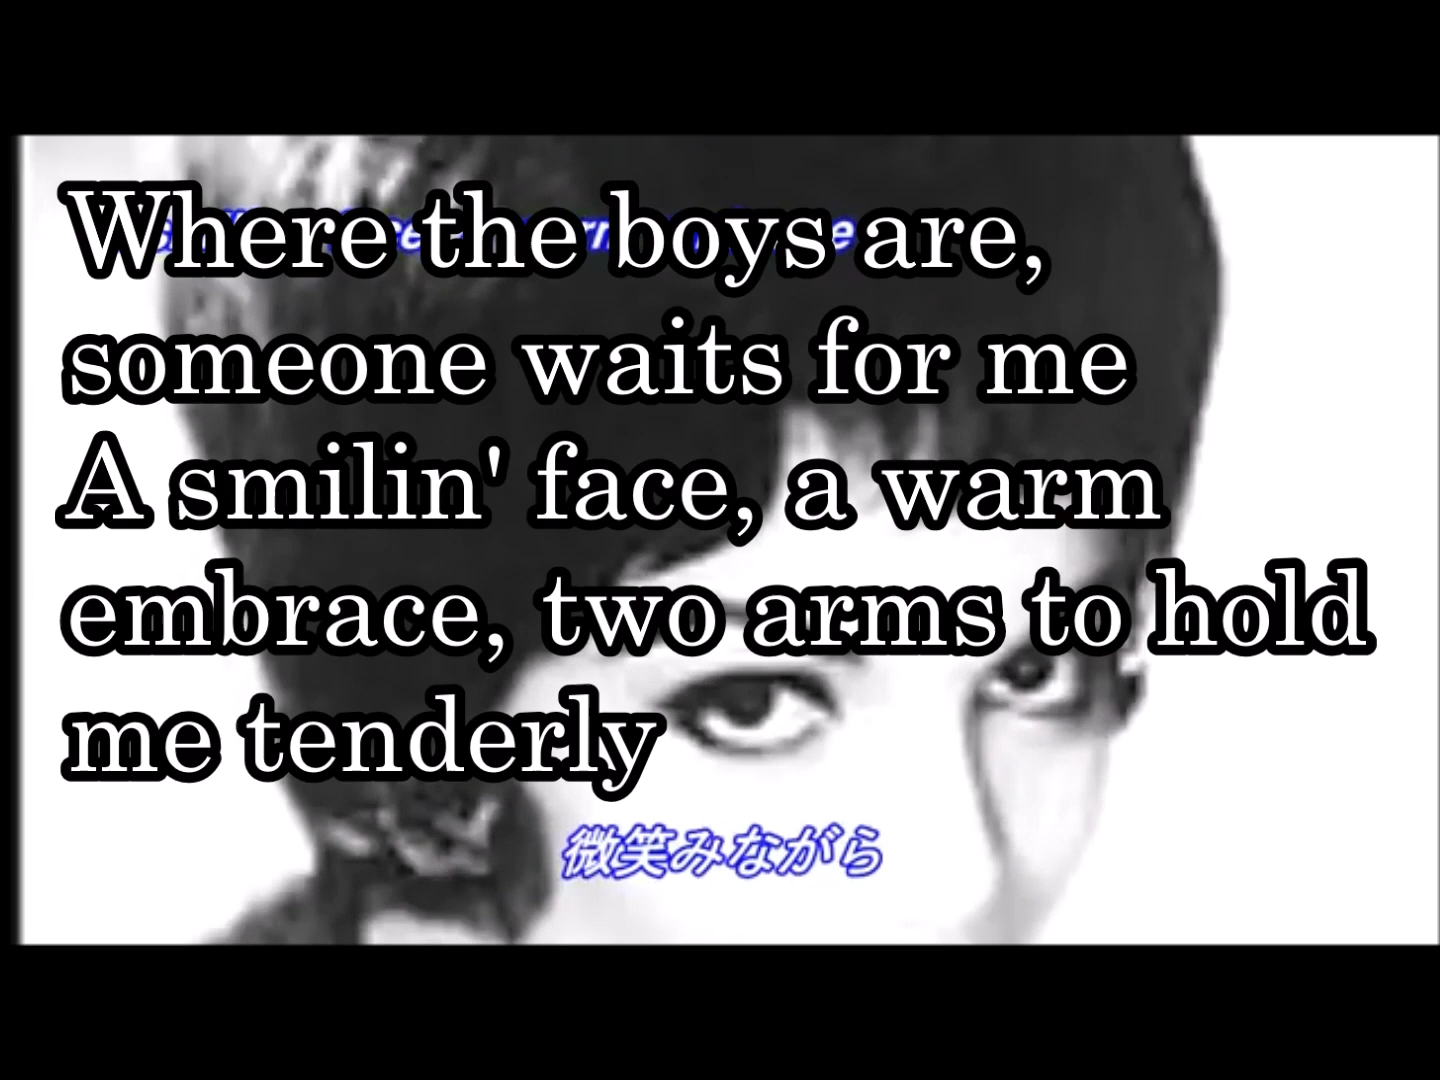 Where the boys are,
someone waits for me
A smilin' face, a warm
embrace, two arms to hold
me tenderly
微笑みながら